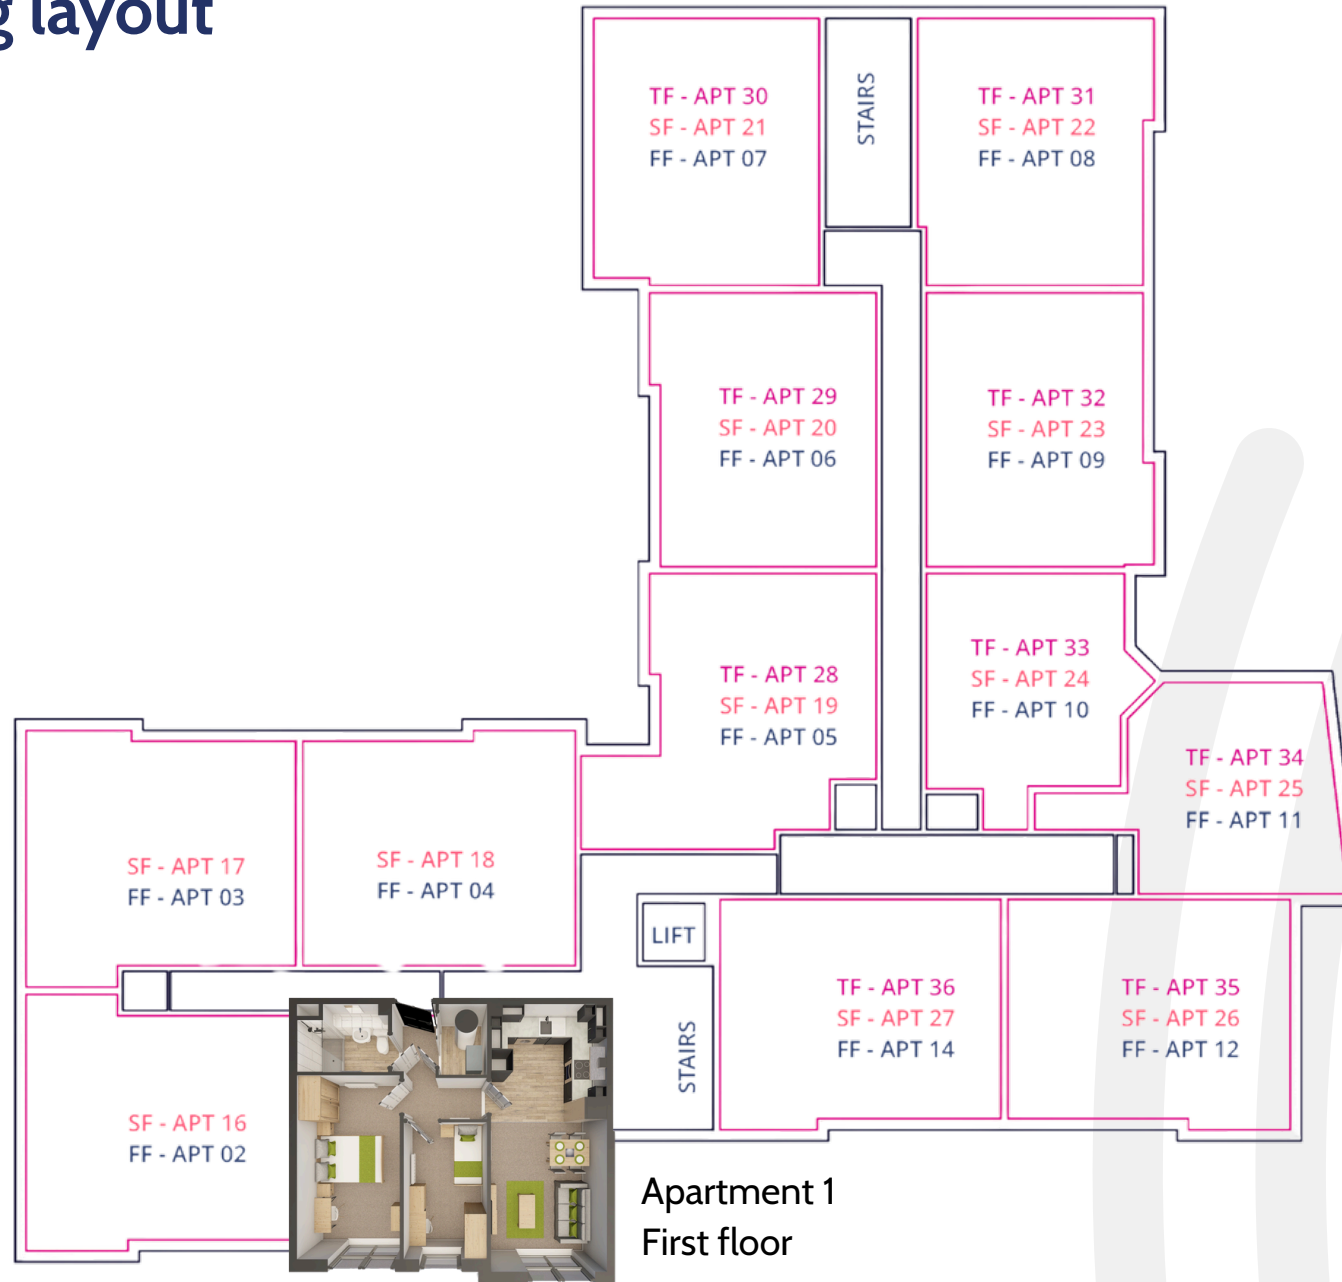 layout
TF - APT 30
SF - APT 21
FF - APT 07
STAIRS
TF - APT 31
SF - APT 22
FF - APT 08
TF - APT 29
SF - APT 20
FF - APT 06
TF - APT 32
SF - APT 23
FF - APT 09
TF - APT 28
SF - APT 19
FF - APT 05
TF - APT 33
SF - APT 24
FF - APT 10
TF - APT 34
SF - APT 25
FF - APT 11
SF - APT 17
FF - APT 03
SF - APT 18
FF - APT 04
LIFT
STAIRS
TF - APT 36
SF - APT 27
FF - APT 14
TF - APT 35
SF - APT 26
FF - APT 12
SF - APT 16
FF - APT 02
Apartment 1
First floor